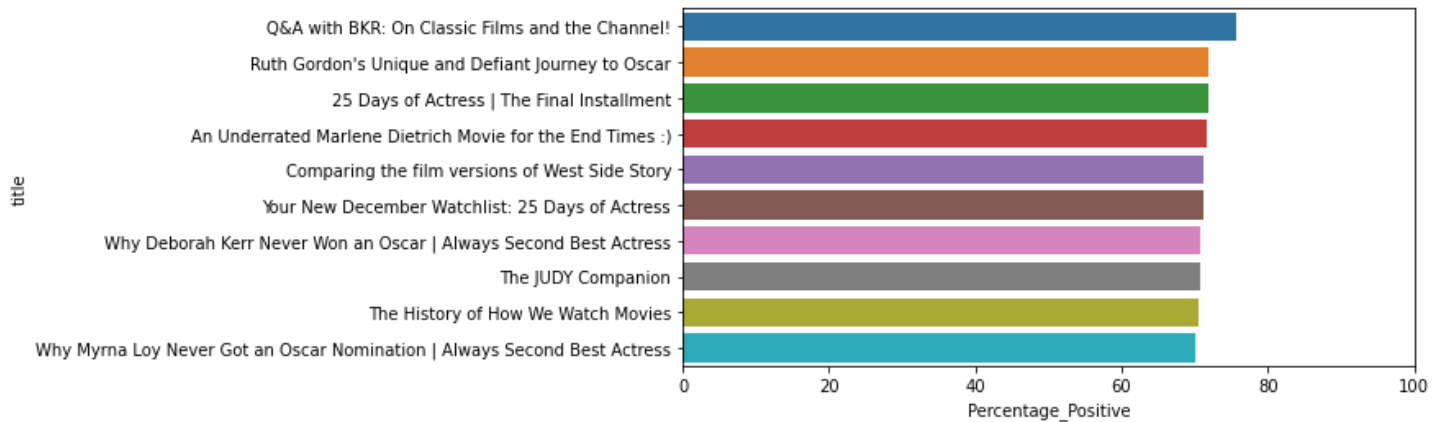 Q&A with BKR: On Classic Films and the Channel!
Ruth Gordon's Unique and Defiant Journey to Oscar
25 Days of Actress | The Final Installment
An Underrated Marlene Dietrich Movie for the End Times :)
Comparing the film versions of West Side Story
Your New December Watchlist: 25 Days of Actress
Why Deborah Kerr Never Won an Oscar | Always Second Best Actress
The JUDY Companion
The History of How We Watch Movies
Why Myrna Loy Never Got an Oscar Nomination | Always Second Best Actress
title
0 20 40 60 80 100
Percentage_Positive